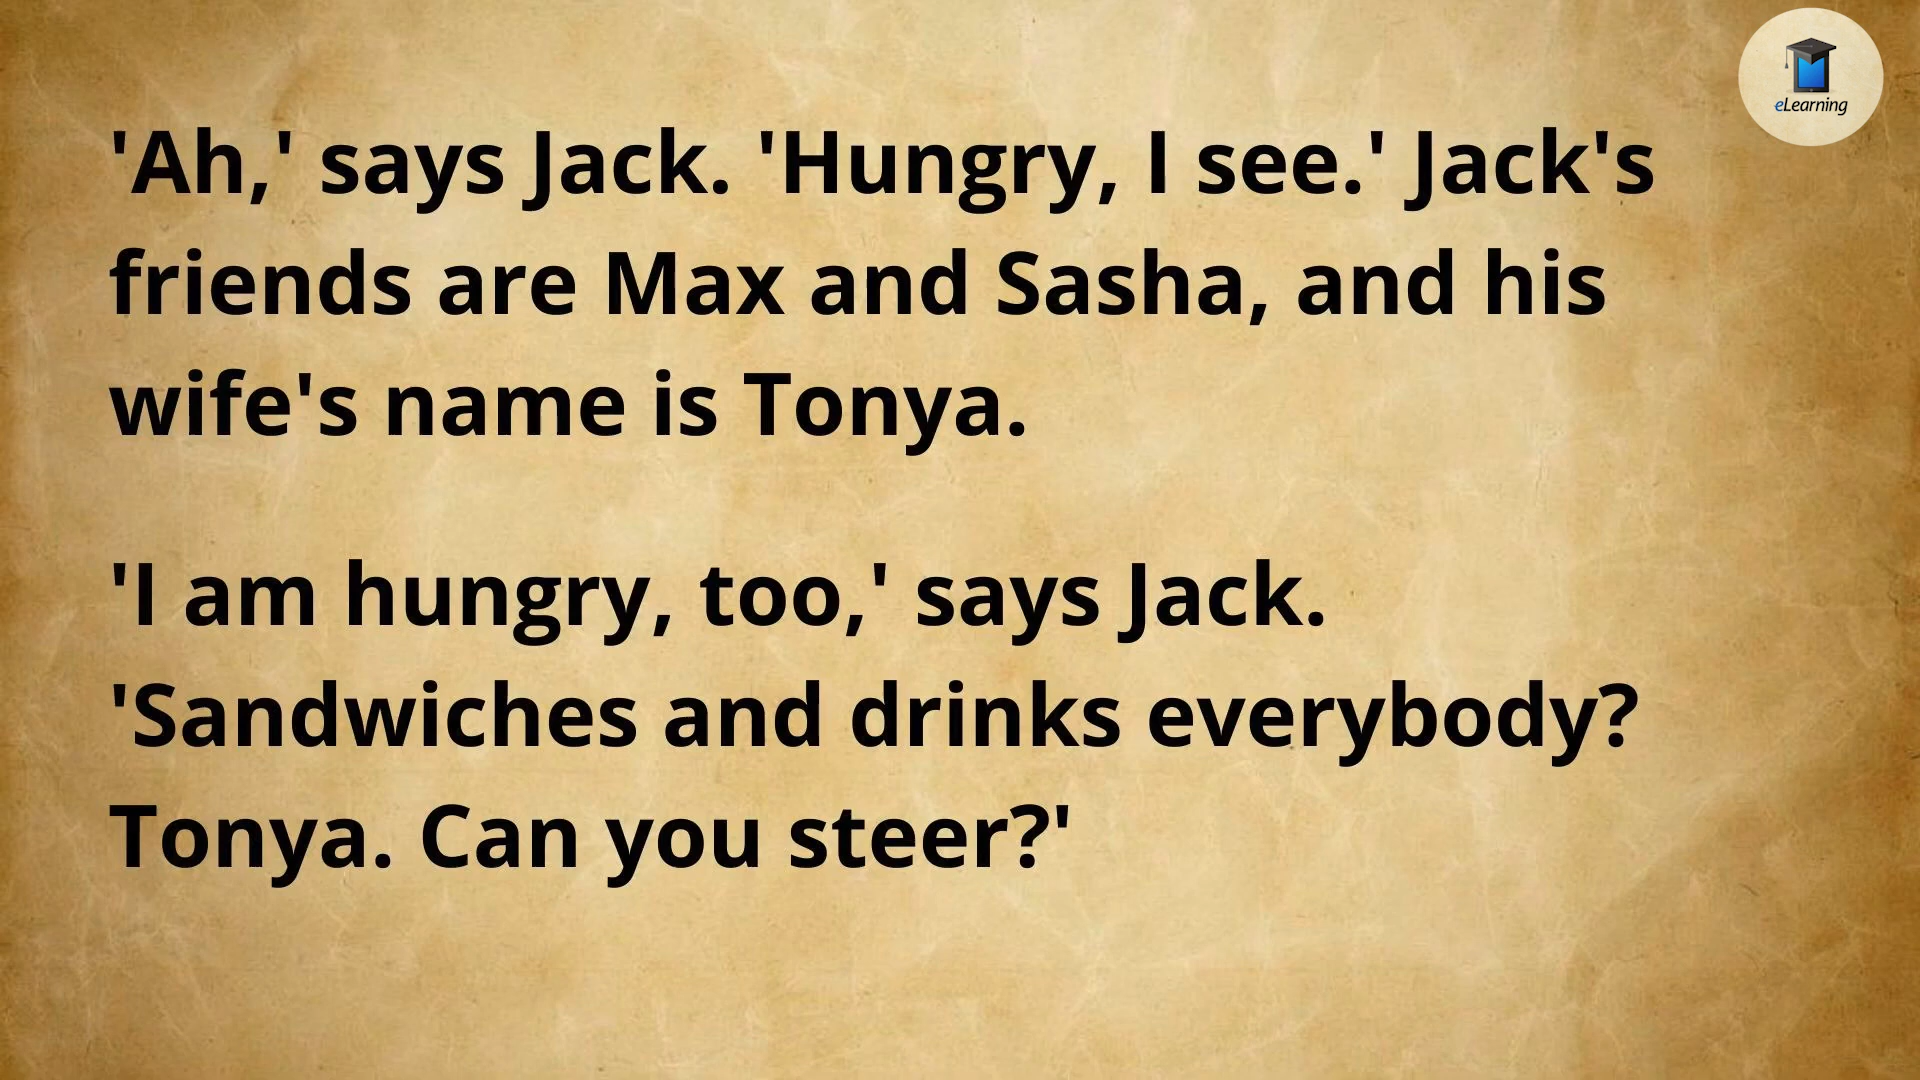 eLearning
'Ah,' says Jack. 'Hungry, I see.' Jack's
friends are Max and Sasha, and his
wife's name is Tonya.
'I am hungry, too,' says Jack.
'Sandwiches and drinks everybody?
Tonya. Can you steer?'